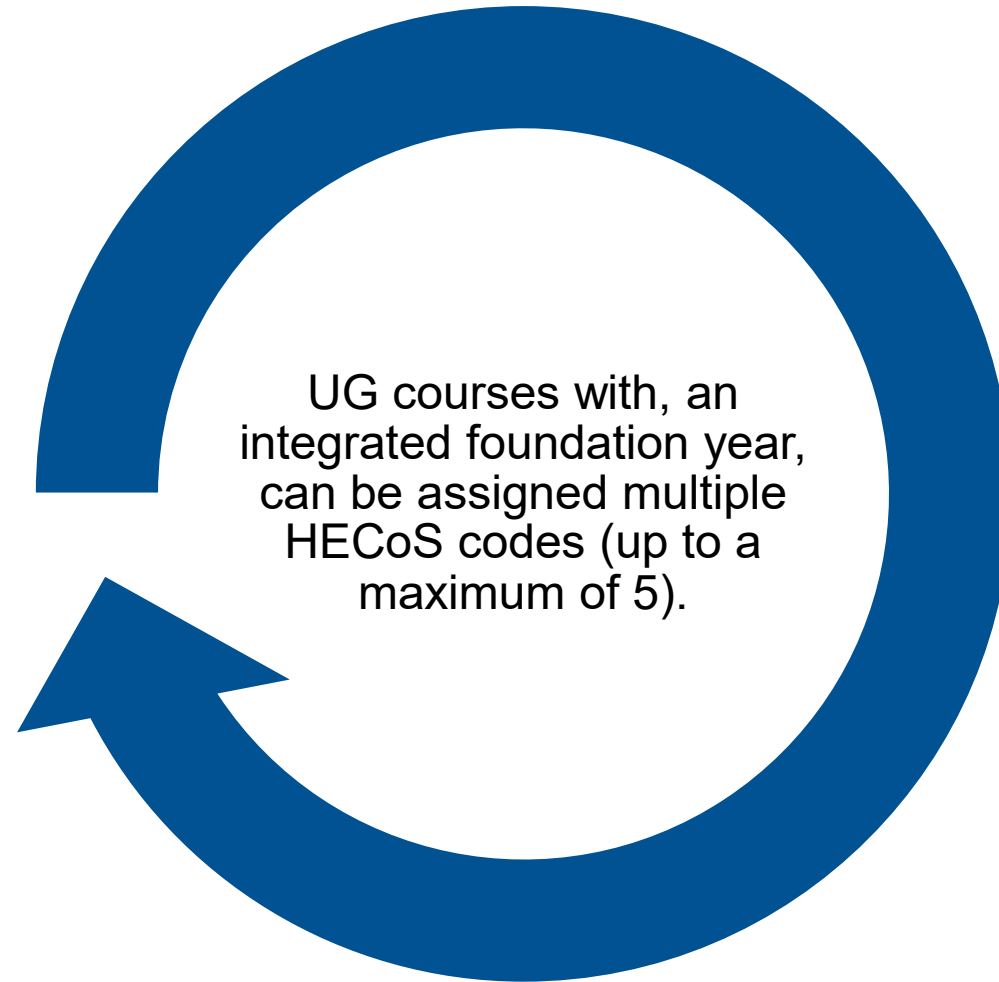 UG courses with, an
integrated foundation year,
can be assigned multiple
HECoS codes (up to a
maximum of 5).